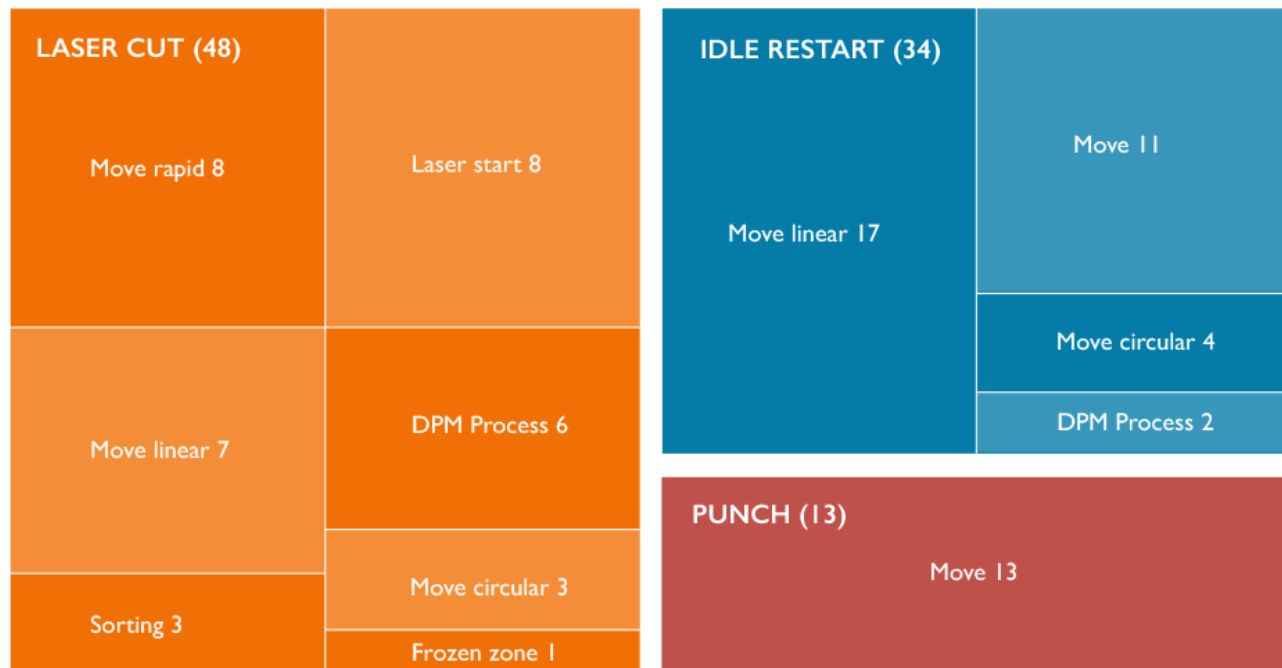 LASER CUT (48)
Move rapid 8
Laser start 8
Move linear 7
DPM Process 6
Move circular 3
Sorting 3
Frozen zone 1
IDLE RESTART (34)
Move 11
Move linear 17
Move circular 4
DPM Process 2
PUNCH (13)
Move 13